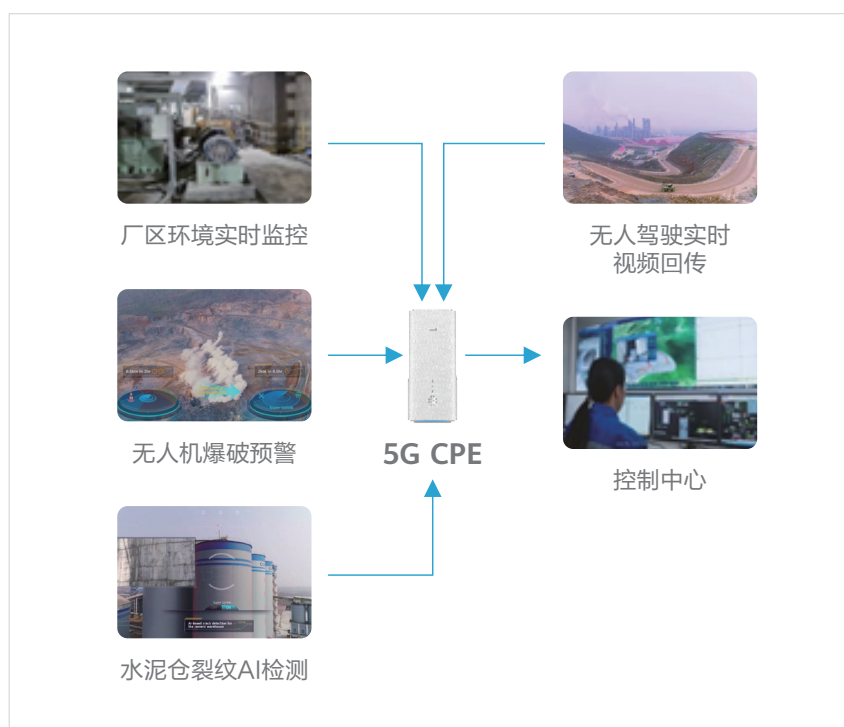 厂区环境实时监控
无人驾驶实时
视频回传
无人机爆破预警
5G CPE
控制中心
水泥仓裂纹AI检测